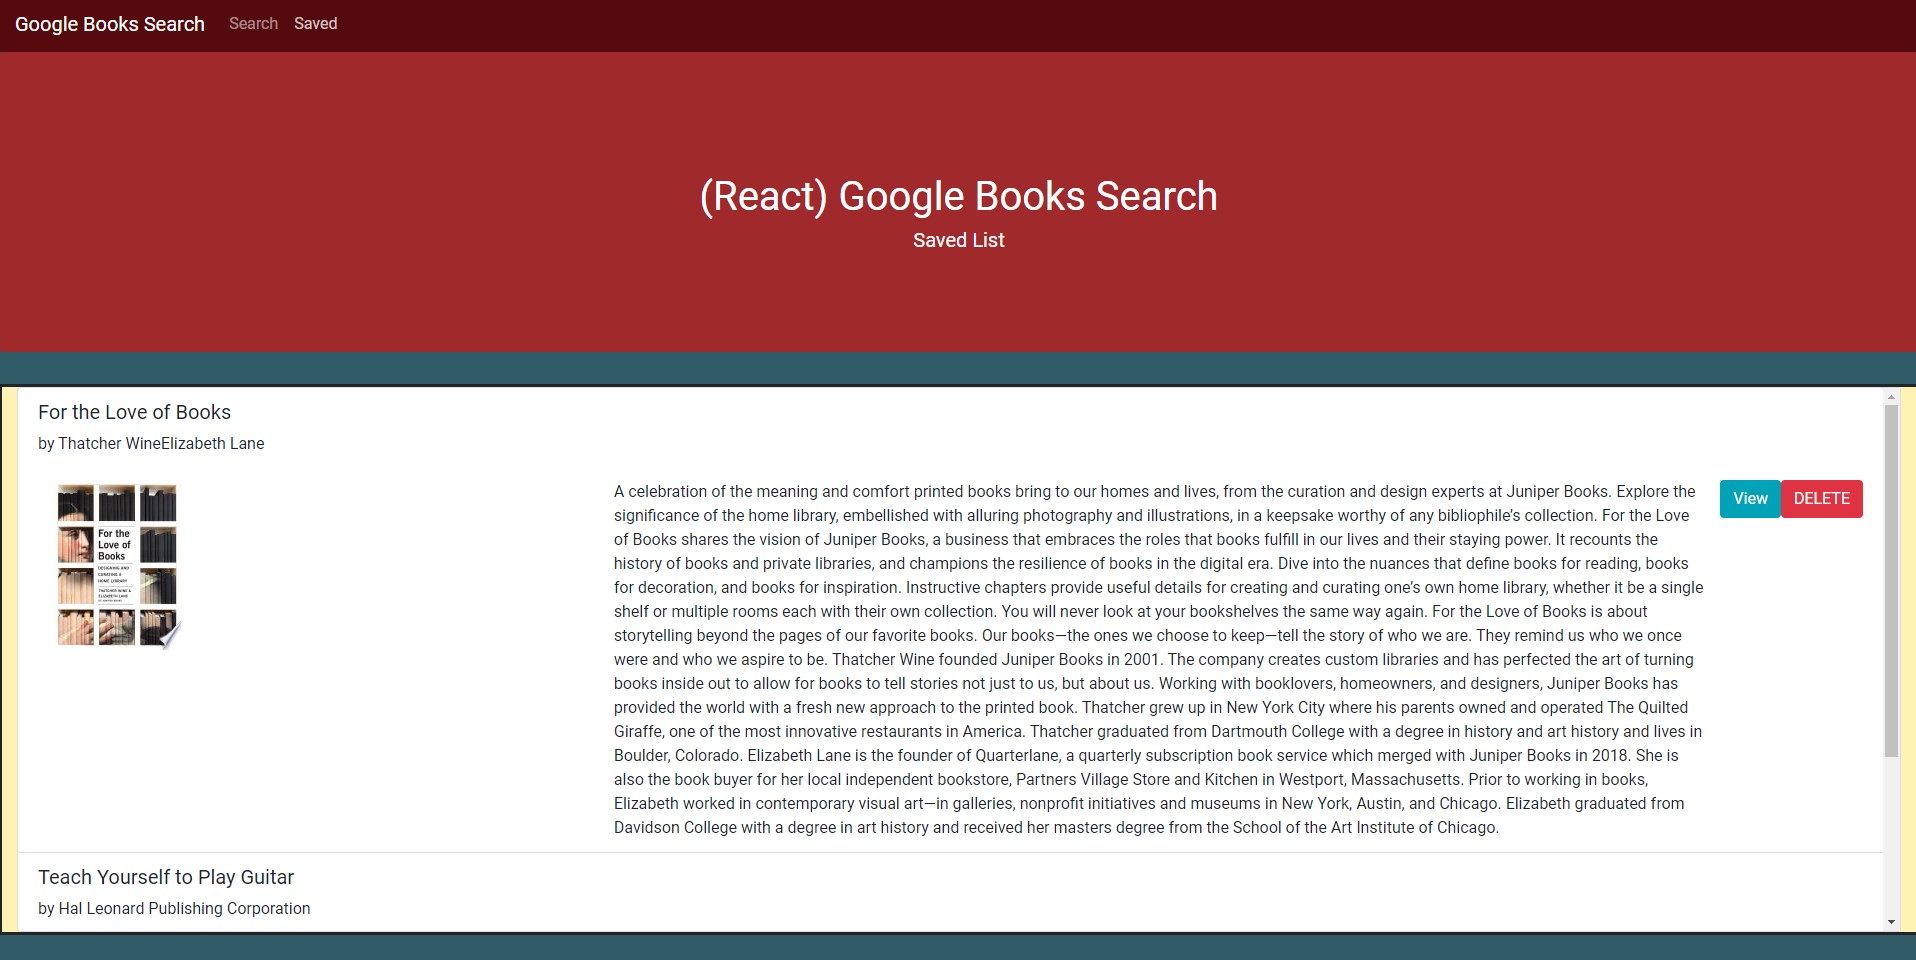 Google Books Search Search Saved
(React) Google Books Search
Saved List
For the Love of Books
by Thatcher WineElizabeth Lane
For the
Love of
Books
DESIGNING AND
CURATING A
HOME LIBRARY
THATCHER WINE &
ELIZABETH LANE
A celebration of the meaning and comfort printed books bring to our homes and lives, from the curation and design experts at Juniper Books. Explore the
significance of the home library, embellished with alluring photography and illustrations, in a keepsake worthy of any bibliophile’s collection. For the Love
of Books shares the vision of Juniper Books, a business that embraces the roles that books fulfill in our lives and their staying power. It recounts the
history of books and private libraries, and champions the resilience of books in the digital era. Dive into the nuances that define books for reading, books
for decoration, and books for inspiration. Instructive chapters provide useful details for creating and curating one’s own home library, whether it be a single
shelf or multiple rooms each with their own collection. You will never look at your bookshelves the same way again. For the Love of Books is about
storytelling beyond the pages of our favorite books. Our books—the ones we choose to keep—tell the story of who we are. They remind us who we once
were and who we aspire to be. Thatcher Wine founded Juniper Books in 2001. The company creates custom libraries and has perfected the art of turning
books inside out to allow for books to tell stories not just to us, but about us. Working with booklovers, homeowners, and designers, Juniper Books has
provided the world with a fresh new approach to the printed book. Thatcher grew up in New York City where his parents owned and operated The Quilted
Giraffe, one of the most innovative restaurants in America. Thatcher graduated from Dartmouth College with a degree in history and art history and lives in
Boulder, Colorado. Elizabeth Lane is the founder of Quarterlane, a quarterly subscription book service which merged with Juniper Books in 2018. She is
also the book buyer for her local independent bookstore, Partners Village Store and Kitchen in Westport, Massachusetts. Prior to working in books,
Elizabeth worked in contemporary visual art—in galleries, nonprofit initiatives and museums in New York, Austin, and Chicago. Elizabeth graduated from
Davidson College with a degree in art history and received her masters degree from the School of the Art Institute of Chicago.
View DELETE
Teach Yourself to Play Guitar
by Hal Leonard Publishing Corporation